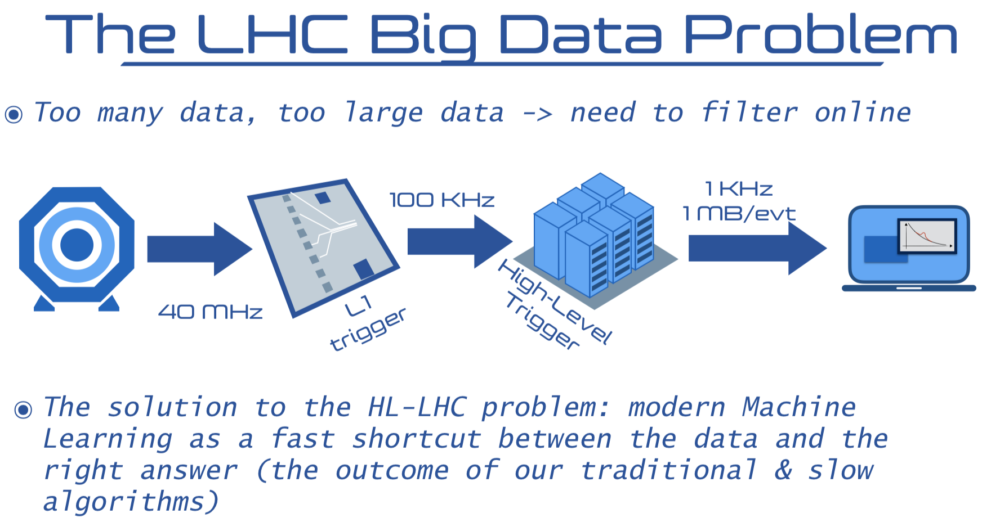 The LHC Big Data Problem
Too many data, too large data -> need to filter online
40 MHz
L1
trigger
100 KHz
High-Level
Trigger
1 KHz
1 MB/evt
The solution to the HL-LHC problem: modern Machine
Learning as a fast shortcut between the data and the
right answer (the outcome of our traditional & slow
algorithms)